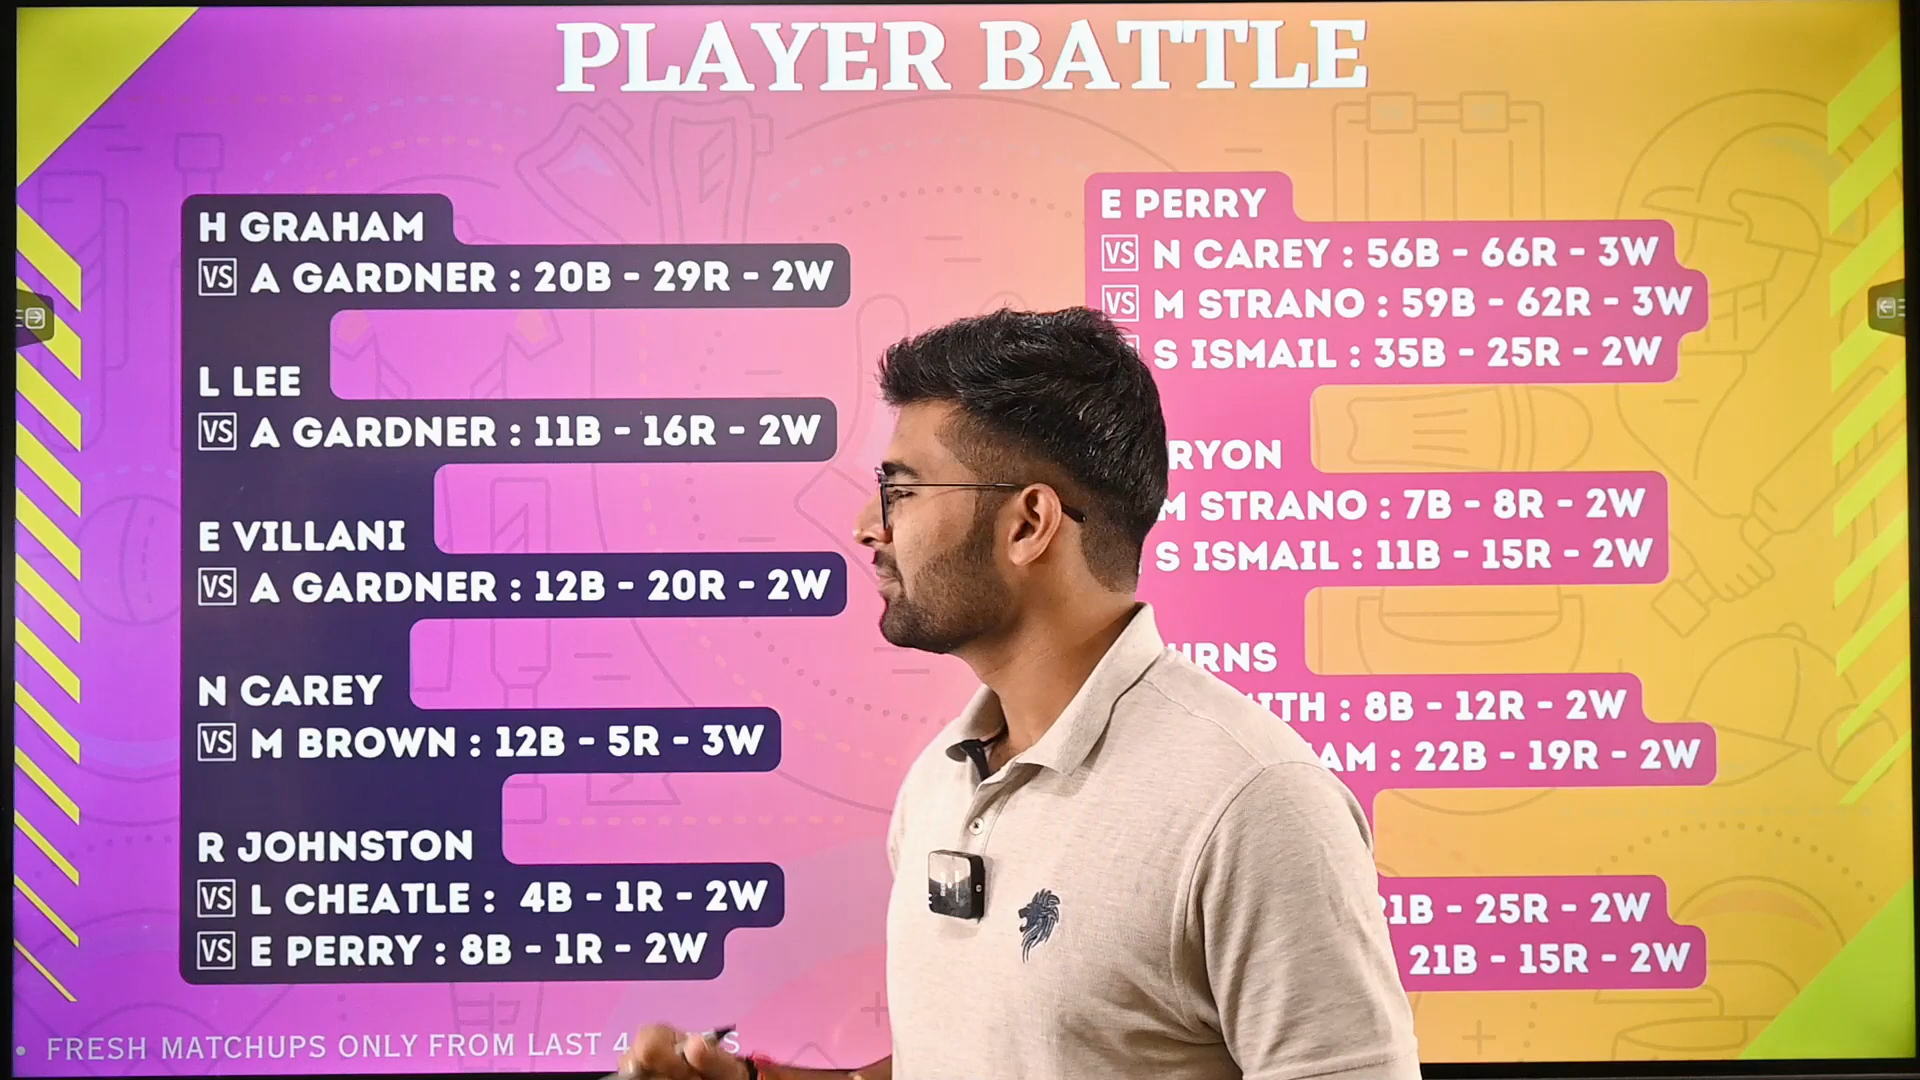 PLAYER BATTLE
H GRAHAM
VS A GARDNER : 20B - 29R - 2W
L LEE
VS A GARDNER : 11B - 16R - 2W
E VILLANI
VS A GARDNER : 12B - 20R - 2W
N CAREY
VS M BROWN : 12B - 5R - 3W
R JOHNSTON
VS L CHEATLE : 4B - 1R - 2W
VS E PERRY : 8B - 1R - 2W
E PERRY
VS N CAREY : 56B - 66R - 3W
VS M STRANO : 59B - 62R - 3W
S ISMAIL : 35B - 25R - 2W
RYON
M STRANO : 7B - 8R - 2W
S ISMAIL : 11B - 15R - 2W
: 8B - 12R - 2W
: 22B - 19R - 2W
21B - 25R - 2W
21B - 15R - 2W
• FRESH MATCHUPS ONLY FROM LAST 4